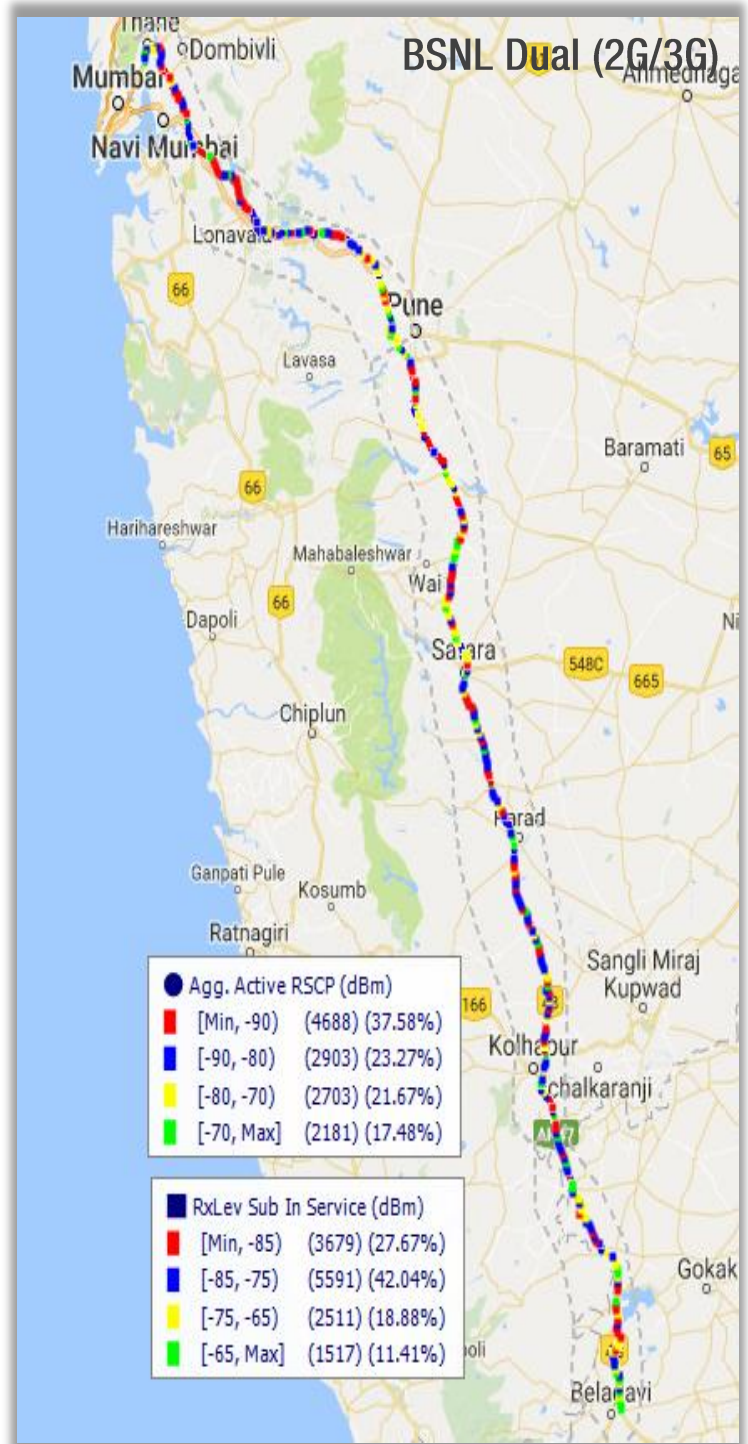 Thane
BSNL Dual (2G/3G)
Dombivli
Mumbai
Navi Mumbai
Lonavala
66
Pune
Lavasa
Baramati
65
66
Harihareshwar
Mahabaleshwar
Wai
66
Dapoli
Satara
548C
665
Chiplun
Karad
Ganpati Pule
Kosumb
Ratnagiri
Sangli Miraj
Kupwad
166
Kolhapur
chalkaranji
Agg. Active RSCP (dBm)
[Min, -90) (4688) (37.58%)
[-90, -80) (2903) (23.27%)
[-80, -70) (2703) (21.67%)
[-70, Max] (2181) (17.48%)
RxLev Sub In Service (dBm)
[Min, -85) (3679) (27.67%)
[-85, -75) (5591) (42.04%)
[-75, -65) (2511) (18.88%)
[-65, Max] (1517) (11.41%)
Gokak
Belagavi